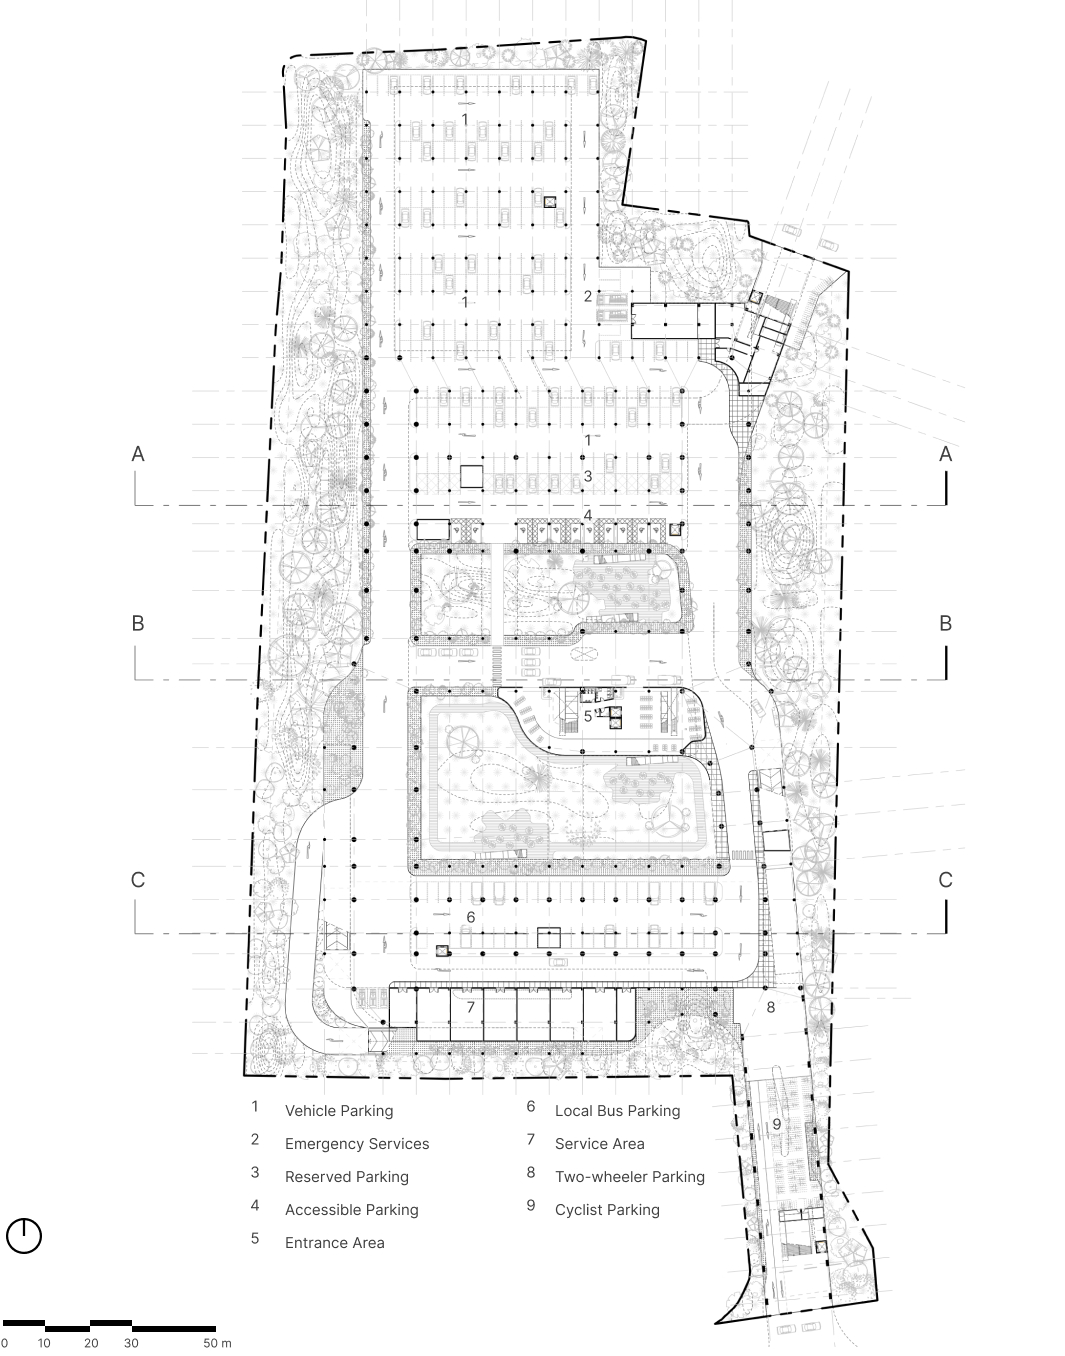 1
1
2
1
3
A A
4
B B
5
C C
6
7
8
9
1 Vehicle Parking
2 Emergency Services
3 Reserved Parking
4 Accessible Parking
5 Entrance Area
6 Local Bus Parking
7 Service Area
8 Two-wheeler Parking
9 Cyclist Parking
0 10 20 30 50 m